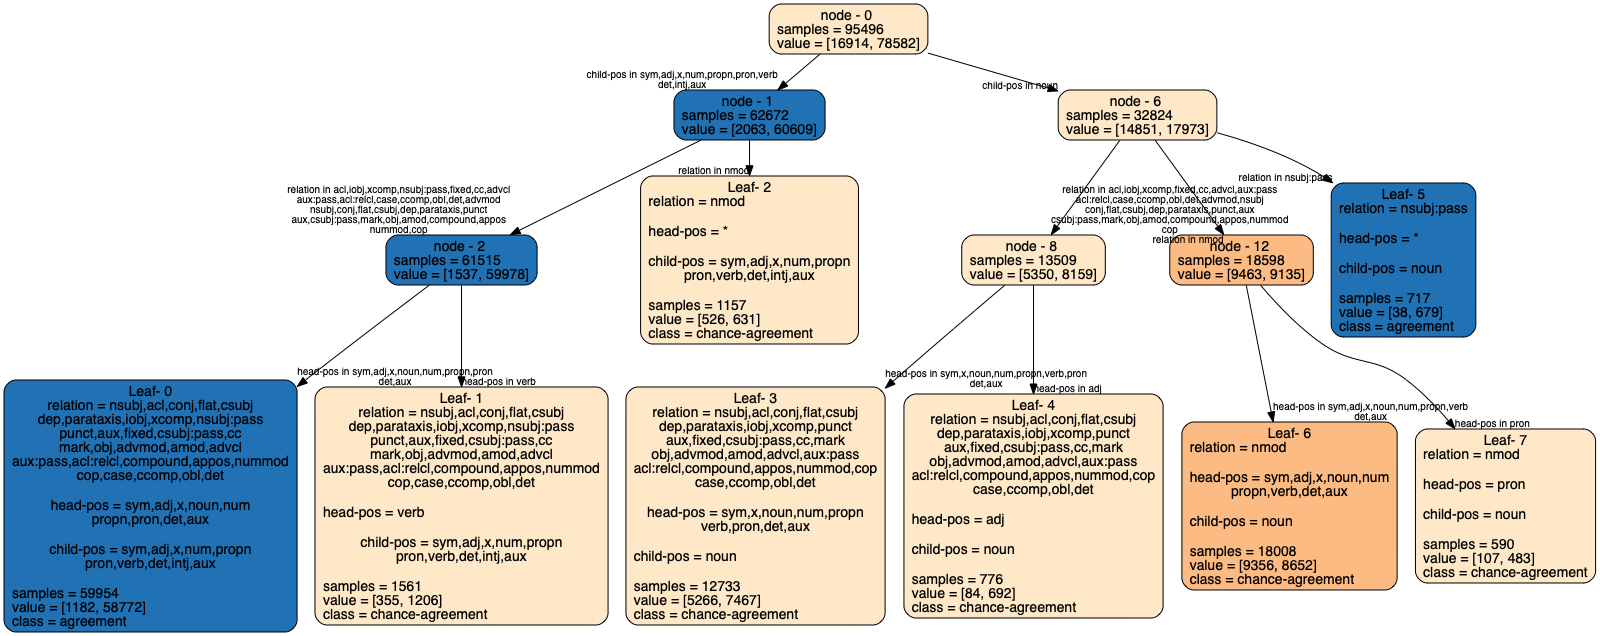 node - 0
samples = 95496
value = [16914, 78582]
child-pos in sym,adj,x,num,propn,pron,verb
det,intj,aux
child-pos in noun
node - 1
samples = 62672
value = [2063, 60609]
node - 6
samples = 32824
value = [14851, 17973]
relation in acl,iobj,xcomp,nsubj:pass,fixed,cc,advcl
aux:pass,acl:relcl,case,ccomp,obl,det,advmod
nsubj,conj,flat,csubj,dep,parataxis,punct
aux,csubj:pass,mark,obj,amod,compound,appos
nummod,cop
relation in nmod
relation in acl,iobj,xcomp,fixed,cc,advcl,aux:pass
acl:relcl,case,ccomp,obl,det,advmod,nsubj
conj,flat,csubj,dep,parataxis,punct,aux
csubj:pass,mark,obj,amod,compound,appos,nummod
cop
relation in nmod
relation in nsubj:pass
node - 2
samples = 61515
value = [1537, 59978]
Leaf- 2
relation = nmod
head-pos = *
child-pos = sym,adj,x,num,propn
pron,verb,det,intj,aux
samples = 1157
value = [526, 631]
class = chance-agreement
node - 8
samples = 13509
value = [5350, 8159]
node - 12
samples = 18598
value = [9463, 9135]
Leaf- 5
relation = nsubj:pass
head-pos = *
child-pos = noun
samples = 717
value = [38, 679]
class = agreement
head-pos in sym,adj,x,noun,num,propn,pron
det,aux
head-pos in verb
head-pos in sym,x,noun,num,propn,verb,pron
det,aux
head-pos in adj
head-pos in sym,adj,x,noun,num,propn,verb
det,aux
head-pos in pron
Leaf- 0
relation = nsubj,acl,conj,flat,csubj
dep,parataxis,iobj,xcomp,nsubj:pass
punct,aux,fixed,csubj:pass,cc
mark,obj,advmod,amod,advcl
aux:pass,acl:relcl,compound,appos,nummod
cop,case,ccomp,obl,det
head-pos = sym,adj,x,noun,num
propn,pron,det,aux
child-pos = sym,adj,x,num,propn
pron,verb,det,intj,aux
samples = 59954
value = [1182, 58772]
class = agreement
Leaf- 1
relation = nsubj,acl,conj,flat,csubj
dep,parataxis,iobj,xcomp,nsubj:pass
punct,aux,fixed,csubj:pass,cc
mark,obj,advmod,amod,advcl
aux:pass,acl:relcl,compound,appos,nummod
cop,case,ccomp,obl,det
head-pos = verb
child-pos = sym,adj,x,num,propn
pron,verb,det,intj,aux
samples = 1561
value = [355, 1206]
class = chance-agreement
Leaf- 3
relation = nsubj,acl,conj,flat,csubj
dep,parataxis,iobj,xcomp,punct
aux,fixed,csubj:pass,cc,mark
obj,advmod,amod,advcl,aux:pass
acl:relcl,compound,appos,nummod,cop
case,ccomp,obl,det
head-pos = sym,x,noun,num,propn
verb,pron,det,aux
child-pos = noun
samples = 12733
value = [5266, 7467]
class = chance-agreement
Leaf- 4
relation = nsubj,acl,conj,flat,csubj
dep,parataxis,iobj,xcomp,punct
aux,fixed,csubj:pass,cc,mark
obj,advmod,amod,advcl,aux:pass
acl:relcl,compound,appos,nummod,cop
case,ccomp,obl,det
head-pos = adj
child-pos = noun
samples = 776
value = [84, 692]
class = chance-agreement
Leaf- 6
relation = nmod
head-pos = sym,adj,x,noun,num
propn,verb,det,aux
child-pos = noun
samples = 18008
value = [9356, 8652]
class = chance-agreement
Leaf- 7
relation = nmod
head-pos = pron
child-pos = noun
samples = 590
value = [107, 483]
class = chance-agreement